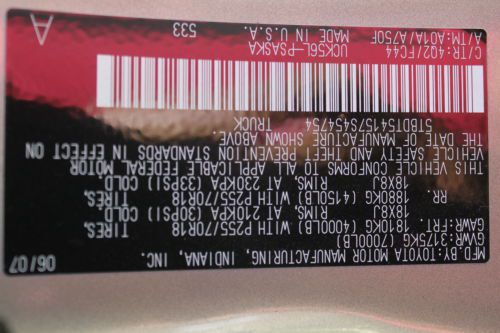 MFD.BY: TOYOTA MOTOR MANUFACTURING, INDIANA, INC. 06/07
GVWR: 3175KG (7000LB)
GAWR: FRT. 1810KG (4000LB) WITH P255/70R18 TIRES,
18X8J RIMS, AT 210KPA (30PSI) COLD
RR. 1880KG (4150LB) WITH P255/70R18 TIRES,
18X8J RIMS, AT 230KPA (33PSI) COLD
THIS VEHICLE CONFORMS TO ALL APPLICABLE FEDERAL MOTOR
VEHICLE SAFETY AND THEFT PREVENTION STANDARDS IN EFFECT ON
THE DATE OF MANUFACTURE SHOWN ABOVE.
5TBDT54157S454754 TRUCK
C/TR: 4Q2/FC44 UCK56L-PSASKA 533
A/TM: A01A/A750F MADE IN U.S.A. A